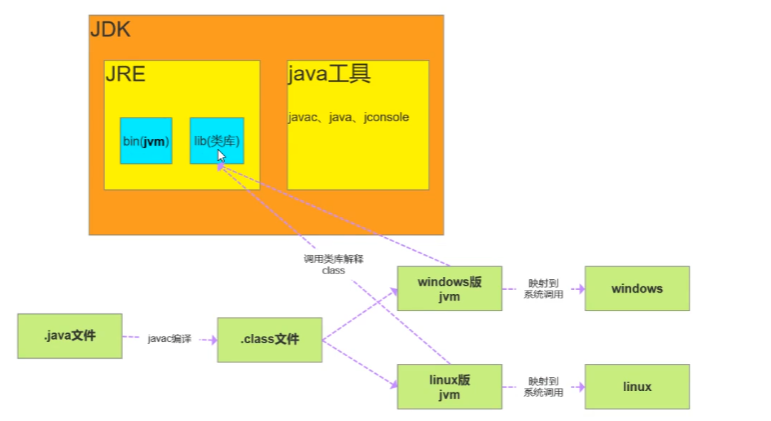 JDK
JRE
java工具
bin(jvm)
lib(类库)
javac、java、jconsole
调用类库解释
class
windows版
jvm
映射到
系统调用
windows
.java文件
javac编译
.class文件
linux版
jvm
映射到
系统调用
linux